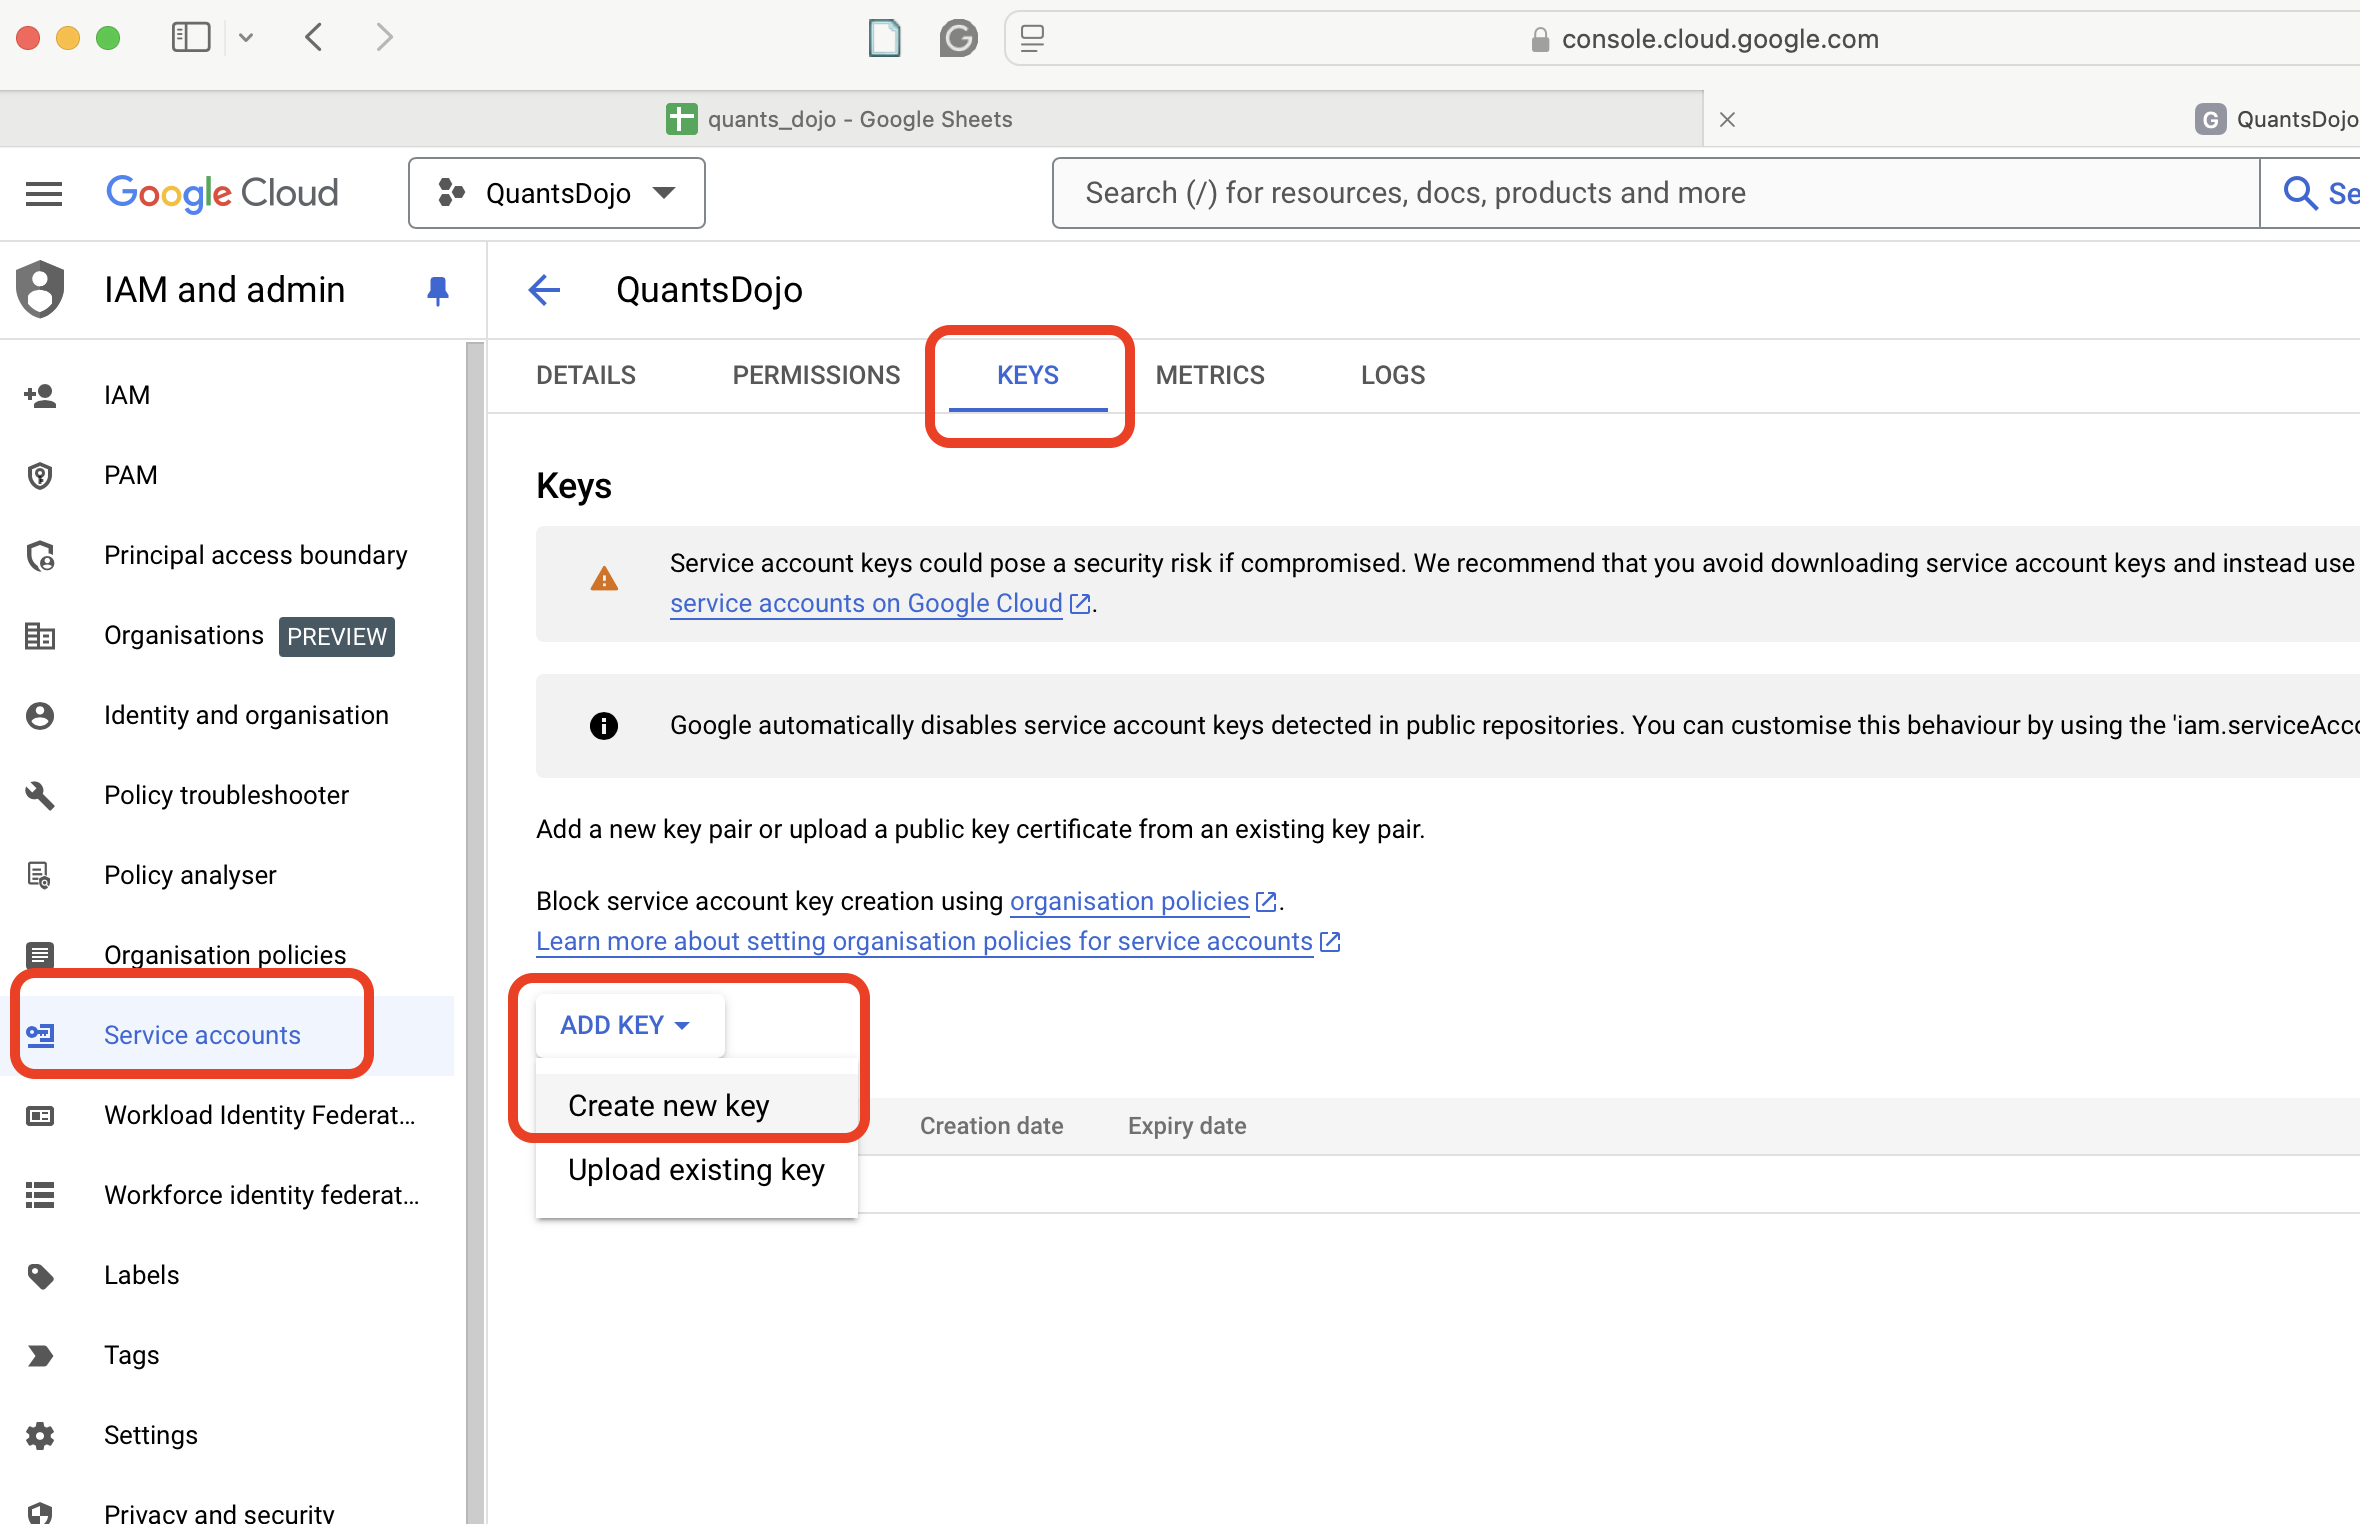 console.cloud.google.com
quants_dojo - Google Sheets
QuantsDojo
Google Cloud
QuantsDojo
Search (/) for resources, docs, products and more
Se
IAM and admin
QuantsDojo
DETAILS
PERMISSIONS
KEYS
METRICS
LOGS
IAM
PAM
Principal access boundary
Organisations PREVIEW
Identity and organisation
Policy troubleshooter
Policy analyser
Organisation policies
Service accounts
Workload Identity Federat...
Workforce identity federat...
Labels
Tags
Settings
Privacy and security
Keys
Service account keys could pose a security risk if compromised. We recommend that you avoid downloading service account keys and instead use
service accounts on Google Cloud.
Google automatically disables service account keys detected in public repositories. You can customise this behaviour by using the 'iam.serviceAcco
Add a new key pair or upload a public key certificate from an existing key pair.
Block service account key creation using organisation policies.
Learn more about setting organisation policies for service accounts
ADD KEY
Create new key
Upload existing key
Creation date
Expiry date